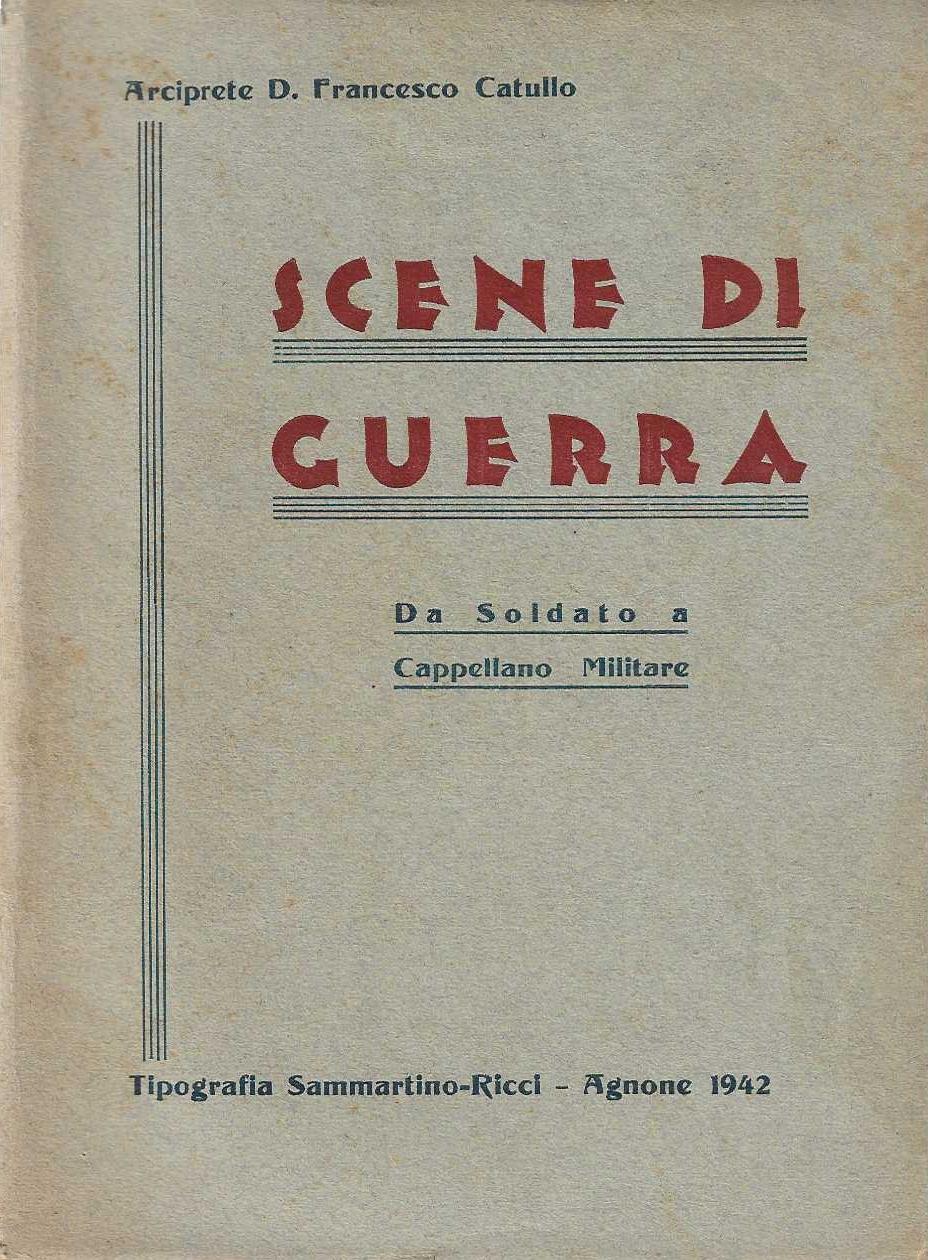 Arciprete D. Francesco Catullo
SCENE DI
GUERRA
Da Soldato a
Cappellano Militare
Tipografia Sammartino-Ricci - Agnone 1942